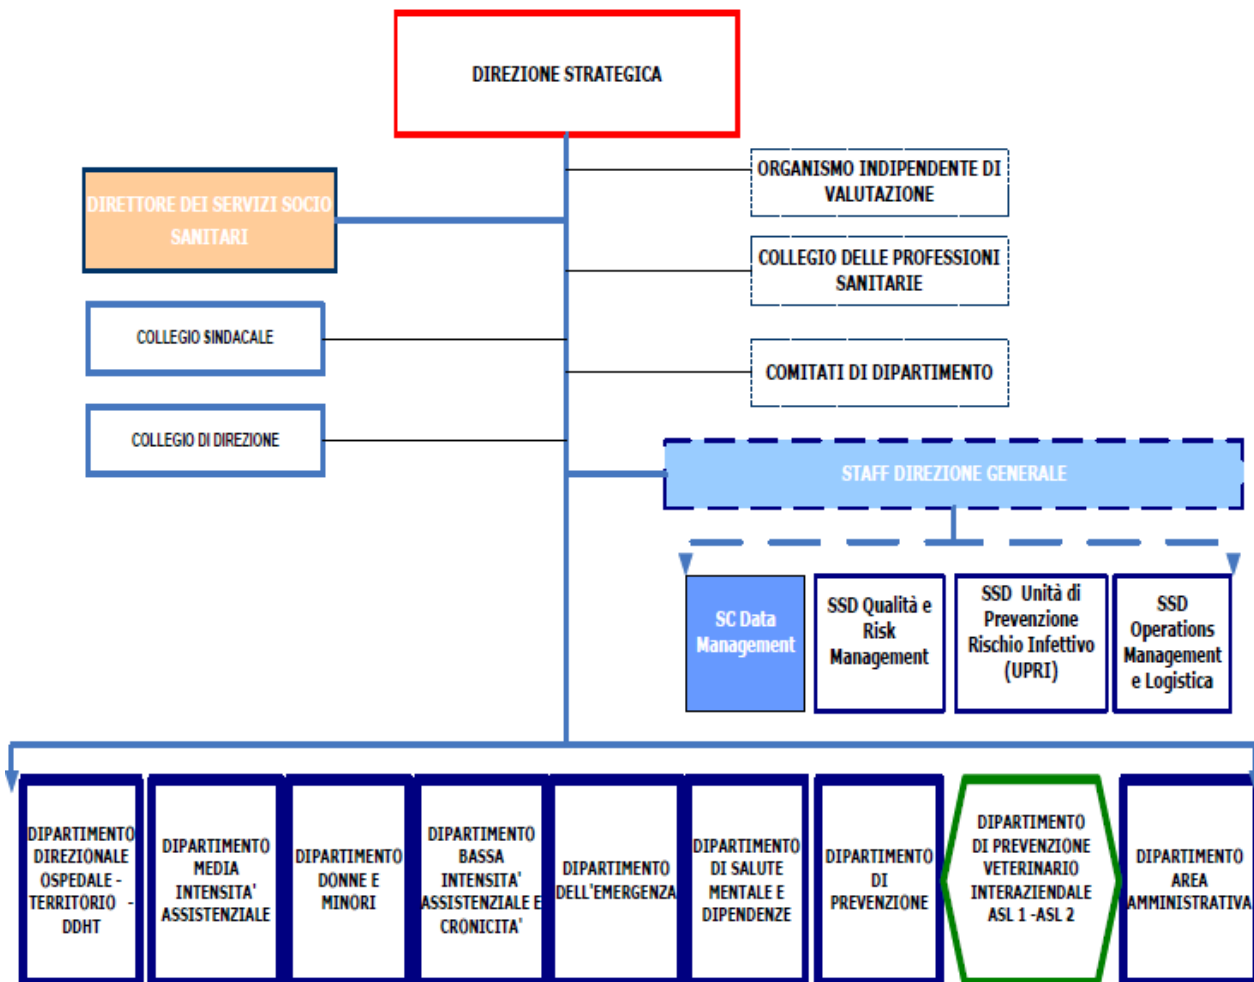 DIREZIONE STRATEGICA
ORGANISMO INDIPENDENTE DI
VALUTAZIONE
DIRETTORE DEI SERVIZI SOCIO
SANITARI
COLLEGIO DELLE PROFESSIONI
SANITARIE
COLLEGIO SINDACALE
COMITATI DI DIPARTIMENTO
COLLEGIO DI DIREZIONE
STAFF DIREZIONE GENERALE
SC Data
Management
SSD Qualità e
Risk
Management
SSD Unità di
Prevenzione
Rischio Infettivo
(UPRI)
SSD
Operations
Management
e Logistica
DIPARTIMENTO
DIREZIONALE
OSPEDALE -
TERRITORIO -
DDHT
DIPARTIMENTO
MEDIA
INTENSITA'
ASSISTENZIALE
DIPARTIMENTO
DONNE E
MINORI
DIPARTIMENTO
BASSA
INTENSITA'
ASSISTENZIALE E
CRONICITA'
DIPARTIMENTO
DELL'EMERGENZA
DIPARTIMENTO
DI SALUTE
MENTALE E
DIPENDENZE
DIPARTIMENTO
DI
PREVENZIONE
DIPARTIMENTO
DI PREVENZIONE
VETERINARIO
INTERAZIENDALE
ASL 1 -ASL 2
DIPARTIMENTO
AREA
AMMINISTRATIVA